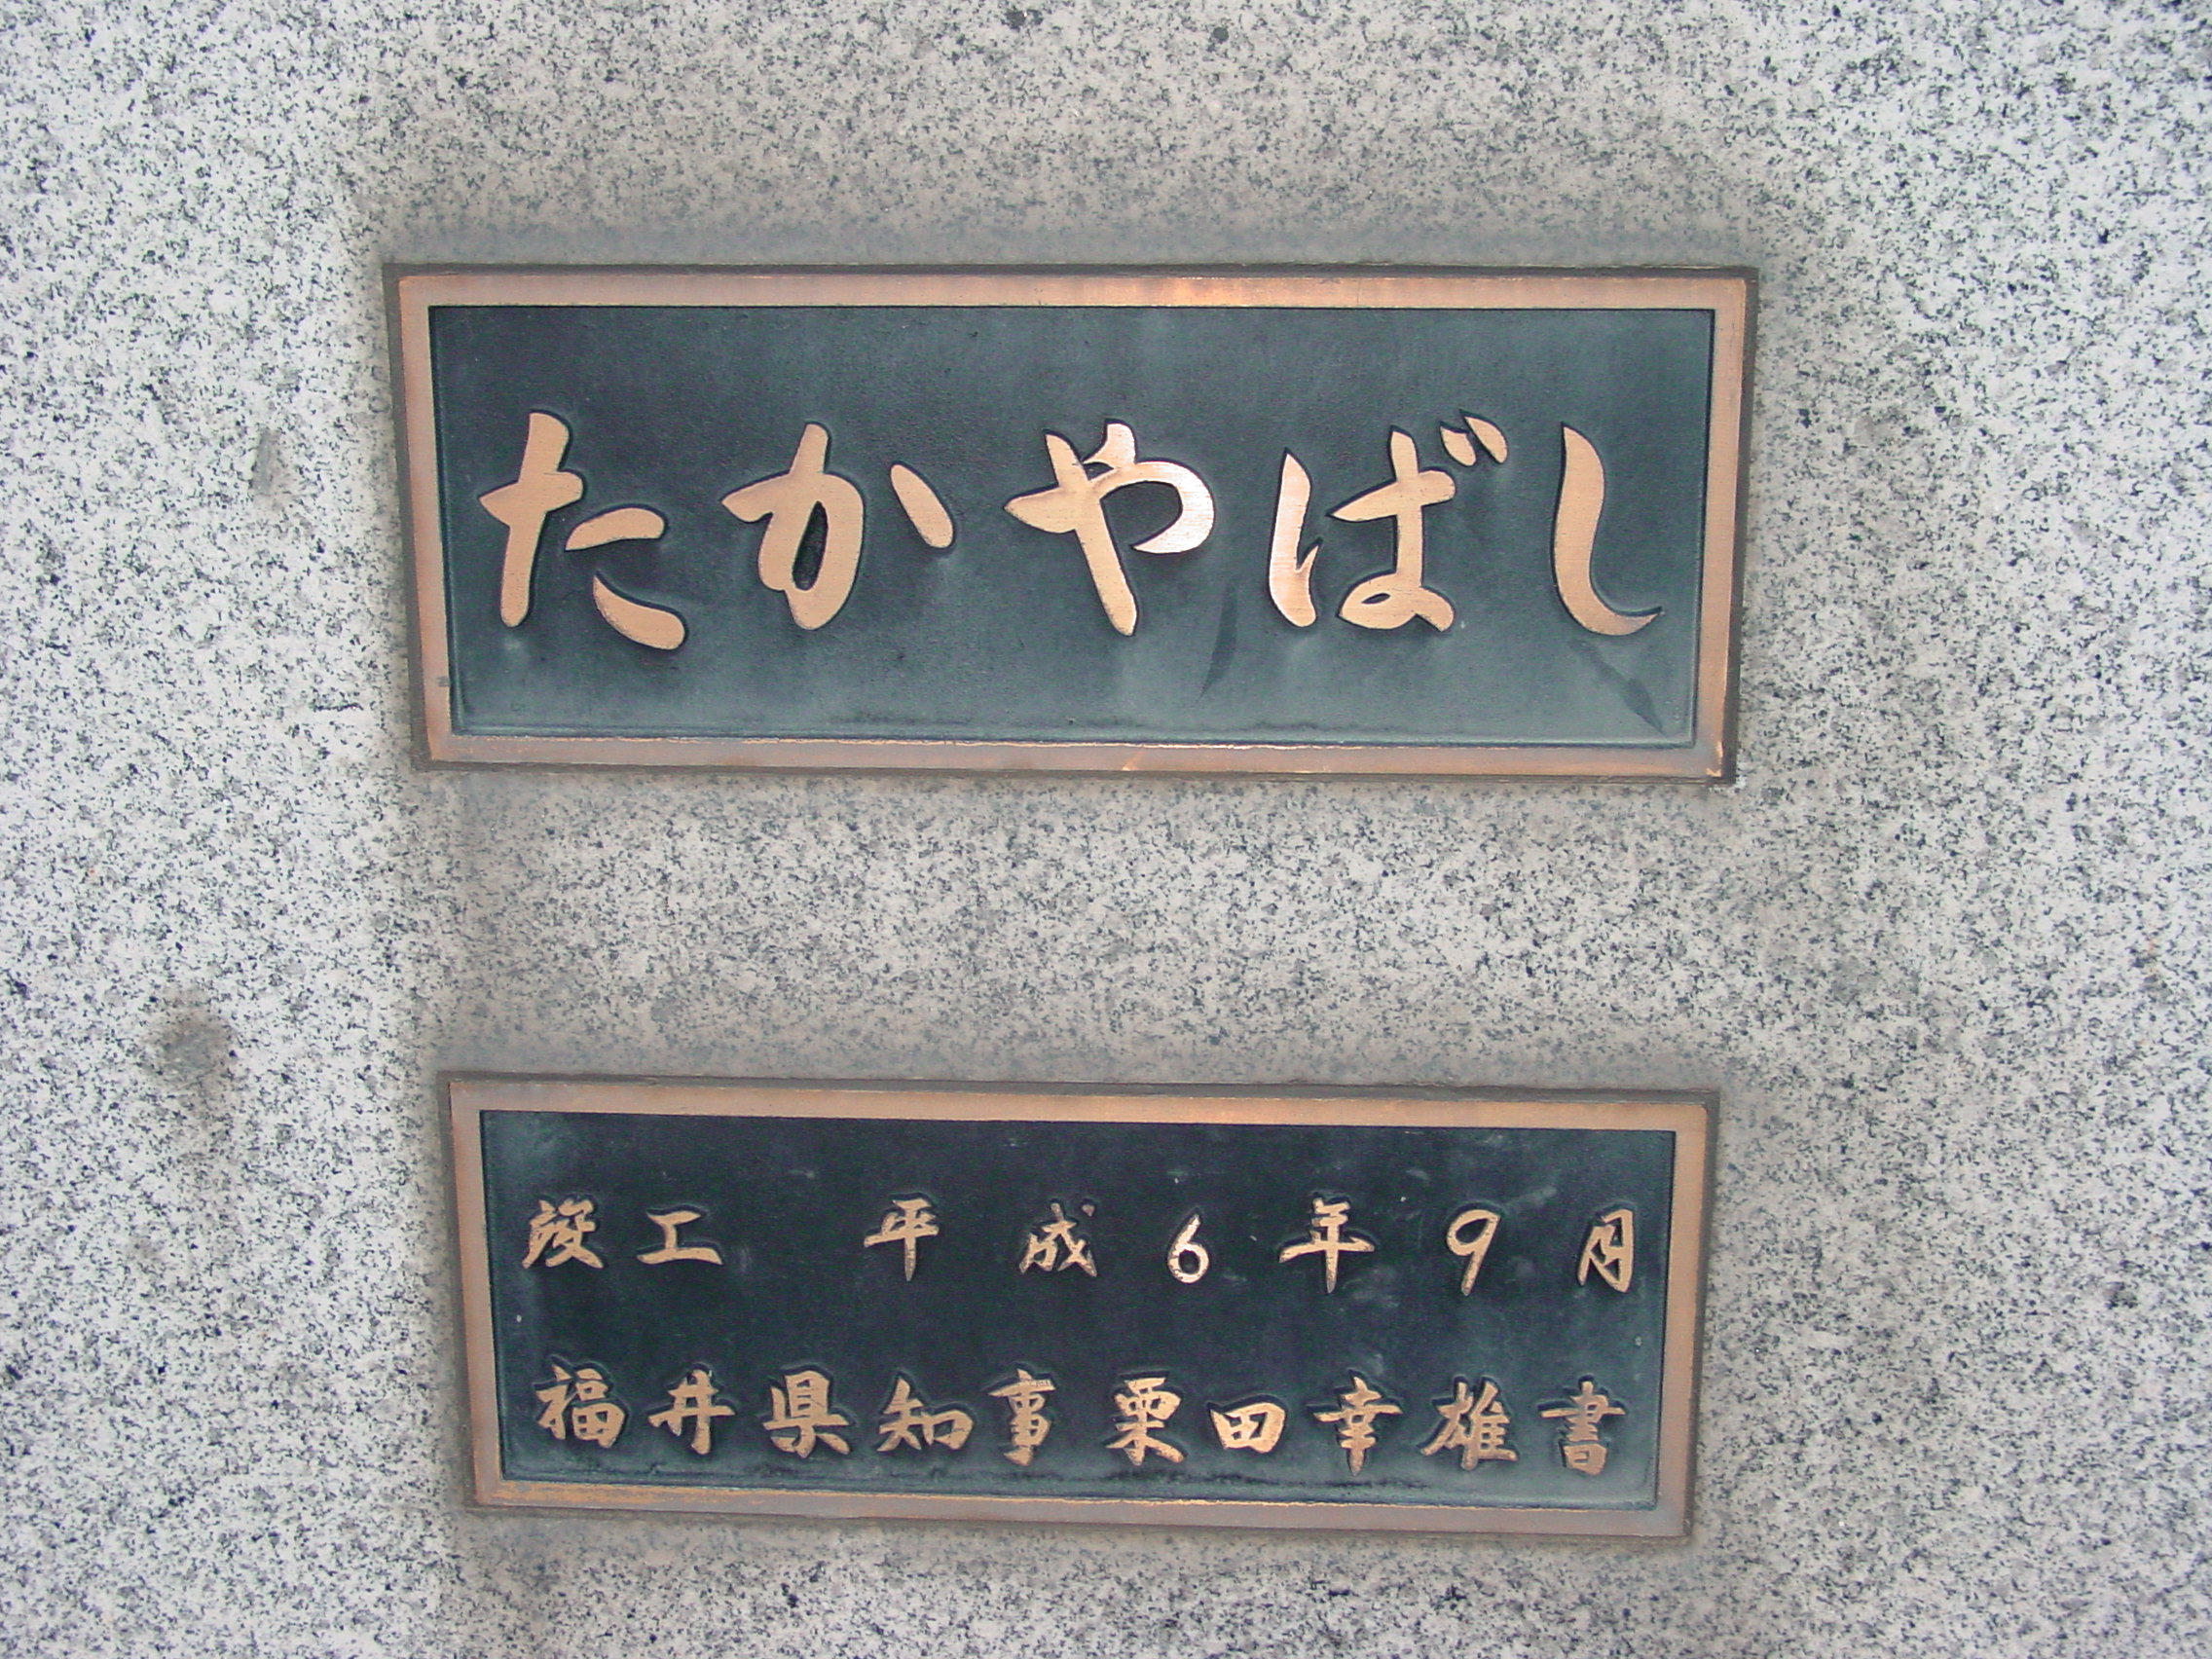 たかやばし
竣工 平成6年9月
福井県知事栗田幸雄書